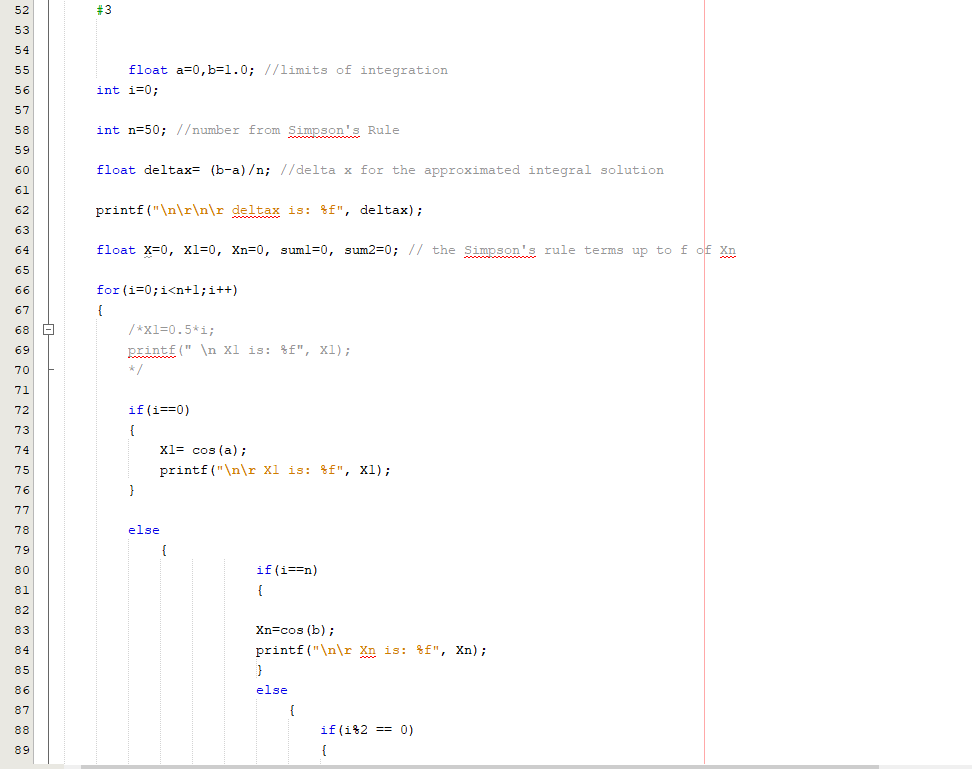 52 #3
53
54
55 float a=0,b=1.0; //limits of integration
56 int i=0;
57
58 int n=50; //number from Simpson's Rule
59
60 float deltax= (b-a)/n; //delta x for the approximated integral solution
61
62 printf("\n\r\n\r deltax is: %f", deltax);
63
64 float X=0, X1=0, Xn=0, sum1=0, sum2=0; // the Simpson's rule terms up to f of Xn
65
66 for(i=0;i<n+1;i++)
67 {
68 /*X1=0.5*i;
69 printf(" \n X1 is: %f", X1);
70 */
71
72 if(i==0)
73 {
74 X1= cos(a);
75 printf("\n\r X1 is: %f", X1);
76 }
77
78 else
79 {
80 if(i==n)
81 {
82
83 Xn=cos(b);
84 printf("\n\r Xn is: %f", Xn);
85 }
86 else
87 {
88 if(i%2 == 0)
89 {